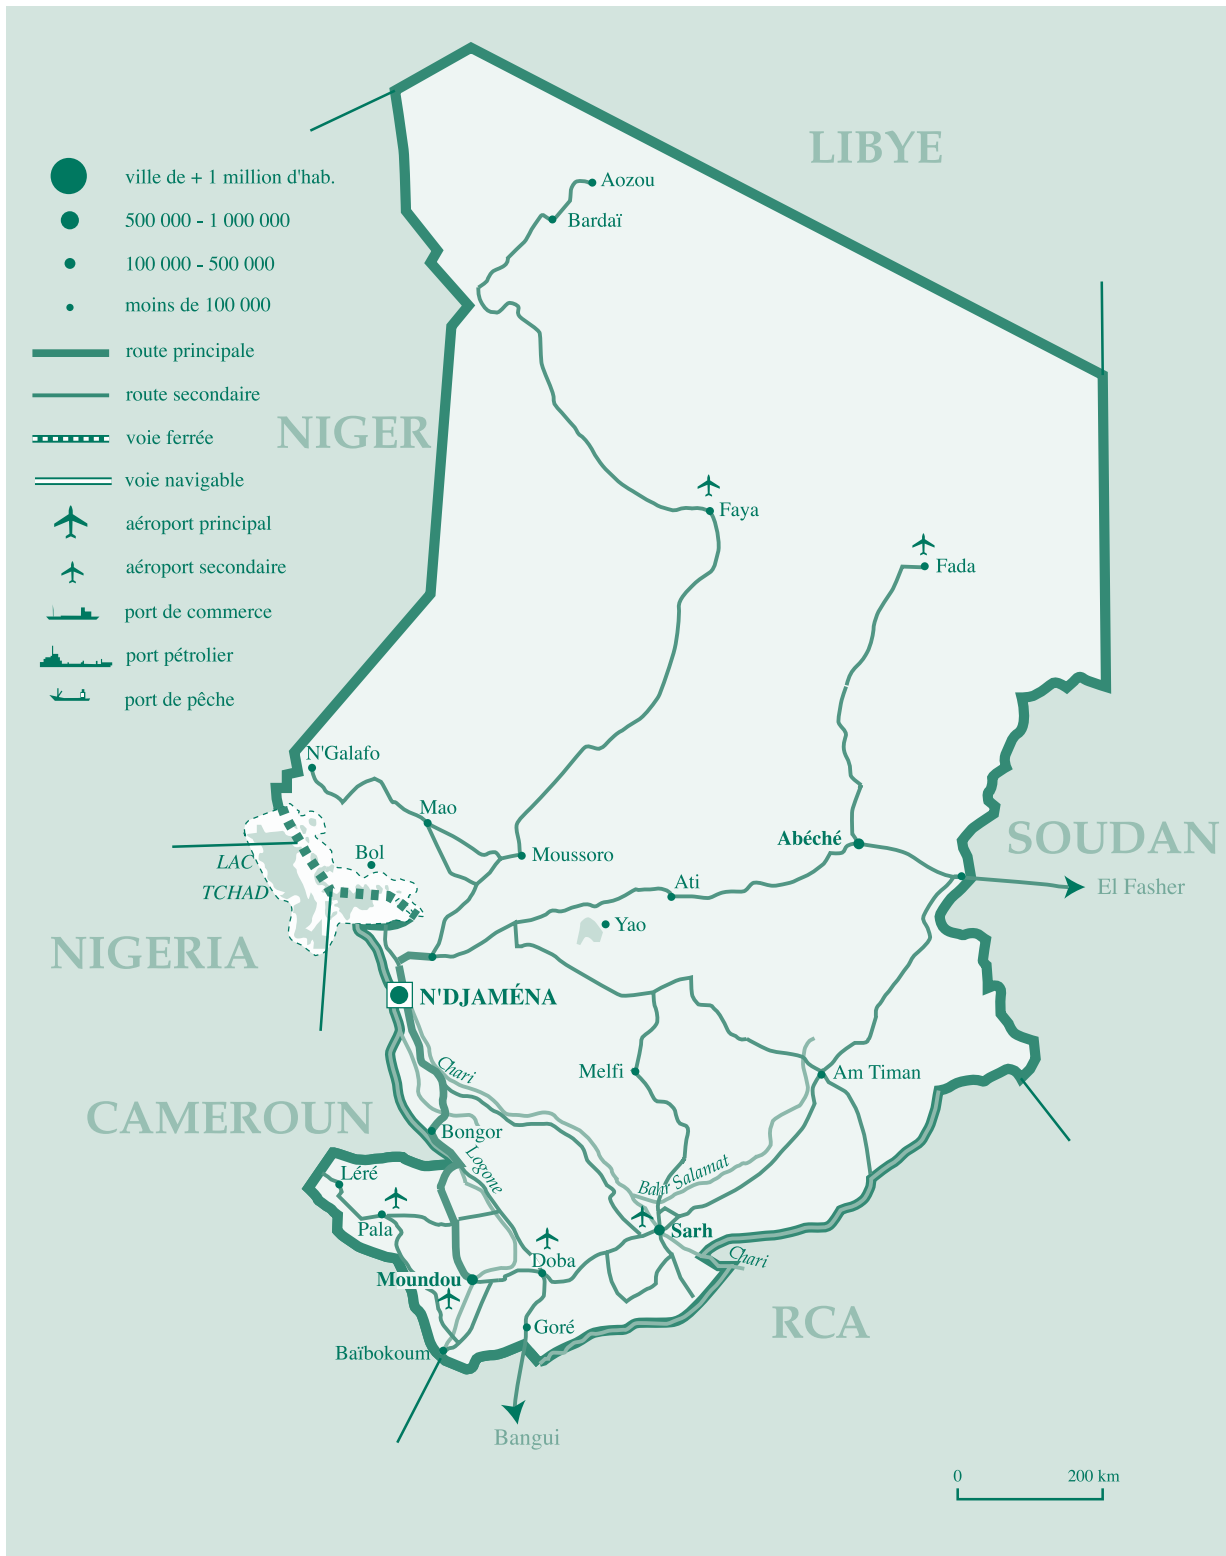 LIBYE
ville de + 1 million d'hab.
500 000 - 1 000 000
100 000 - 500 000
moins de 100 000
route principale
route secondaire
voie ferrée
voie navigable
aéroport principal
aéroport secondaire
port de commerce
port pétrolier
port de pêche
Aozou
Bardaï
NIGER
Faya
Fada
N'Galafo
Mao
Bol
Moussoro
LAC
TCHAD
Abéché
SOUDAN
El Fasher
Ati
Yao
NIGERIA
N'DJAMÉNA
Chari
Melfi
Am Timan
CAMEROUN
Bongor
Logone
Léré
Pala
Bahr Salamat
Sarh
Chari
Doba
Moundou
Goré
RCA
Baïbokoum
Bangui
0 200 km